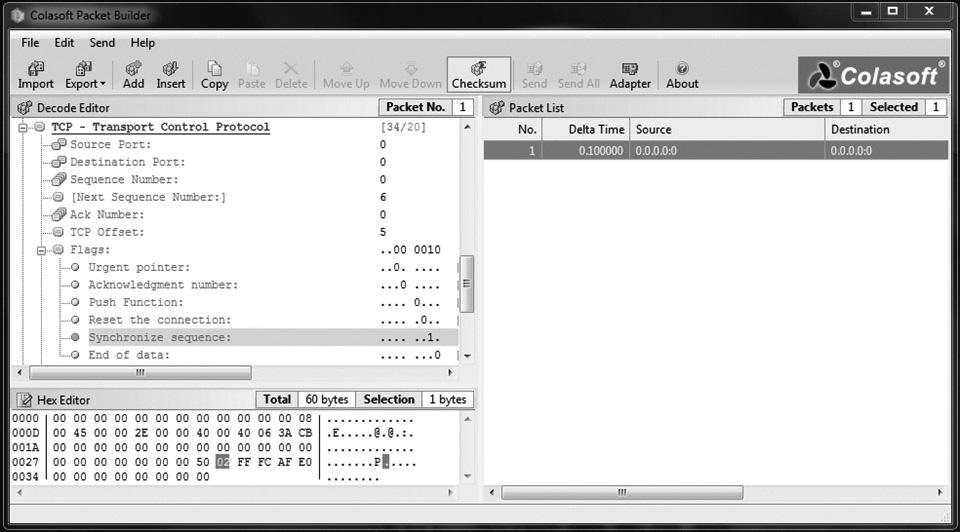 Colasoft Packet Builder
File Edit Send Help
Import Export Add Insert Copy Paste Delete Move Up Move Down Checksum Send Send All Adapter About
Colasoft®
Decode Editor Packet No. 1
TCP - Transport Control Protocol [34/20]
Source Port: 0
Destination Port: 0
Sequence Number: 0
[Next Sequence Number:] 6
Ack Number: 0
TCP Offset: 5
Flags: ..00 0010
Urgent pointer: ..0. ....
Acknowledgment number: ...0 ....
Push Function: .... 0...
Reset the connection: .... .0..
Synchronize sequence: .... ..1.
End of data: .... ...0
Hex Editor Total 60 bytes Selection 1 bytes
0000 00 00 00 00 00 00 00 00 00 00 00 00 08 .............
000D 00 45 00 00 2E 00 00 40 00 40 06 3A CB .E.....@.@.:.
001A 00 00 00 00 00 00 00 00 00 00 00 00 00 .............
0027 00 00 00 00 00 00 00 50 02 FF FC AF E0 .......P.....
0034 00 00 00 00 00 00 00 00 ........
Packet List Packets 1 Selected 1
No. Delta Time Source Destination
1 0.100000 0.0.0.0:0 0.0.0.0:0